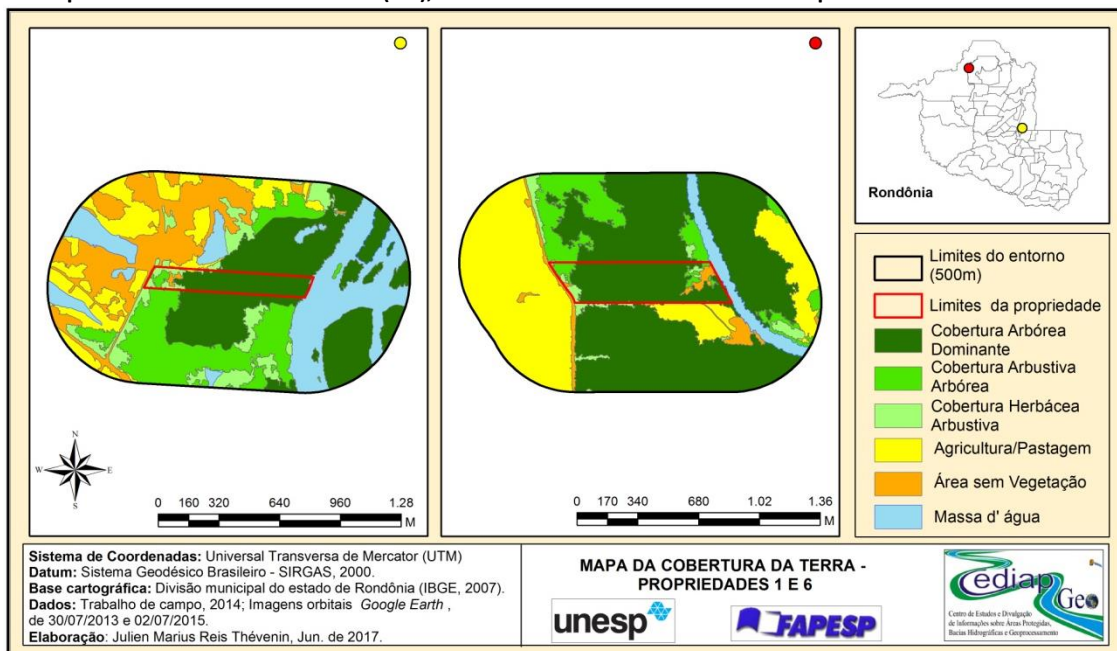 Rondônia
Limites do entorno
(500m)
Limites da propriedade
Cobertura Arbórea
Dominante
Cobertura Arbustiva
Arbórea
Cobertura Herbácea
Arbustiva
Agricultura/Pastagem
Área sem Vegetação
Massa d' água
N
W E
S
0 160 320 640 960 1.28
M
0 170 340 680 1.02 1.36
M
Sistema de Coordenadas: Universal Transversa de Mercator (UTM)
Datum: Sistema Geodésico Brasileiro - SIRGAS, 2000.
Base cartográfica: Divisão municipal do estado de Rondônia (IBGE, 2007).
Dados: Trabalho de campo, 2014; Imagens orbitais Google Earth ,
de 30/07/2013 e 02/07/2015.
Elaboração: Julien Marius Reis Thévenin, Jun. de 2017.
MAPA DA COBERTURA DA TERRA -
PROPRIEDADES 1 E 6
unesp
FAPESP
Cediap
Geo
Centro de Estudos e Divulgação
de Informações sobre Áreas Protegidas,
Bacias Hidrográficas e Geoprocessamento